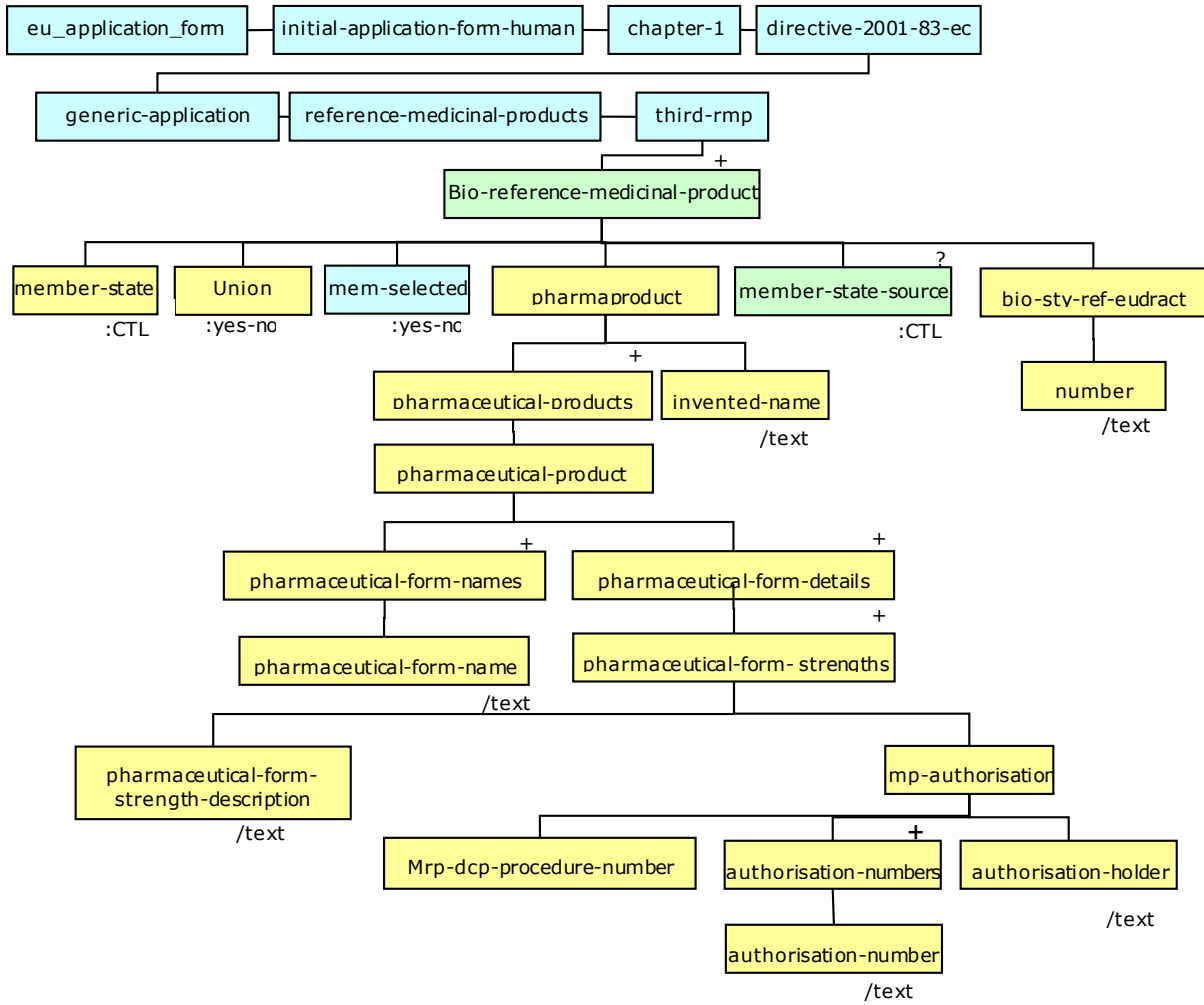 eu_application_form
initial-application-form-human
chapter-1
directive-2001-83-ec
generic-application
reference-medicinal-products
third-rmp
+
Bio-reference-medicinal-product
?
member-state
Union
mem-selected
pharmaproduct
member-state-source
bio-sty-ref-eudract
:CTL
:yes-no
:yes-no
:CTL
+
pharmaceutical-products
invented-name
number
/text
/text
pharmaceutical-product
+
+
pharmaceutical-form-names
pharmaceutical-form-details
+
pharmaceutical-form-name
pharmaceutical-form- strengths
/text
pharmaceutical-form-
strength-description
mp-authorisation
/text
+
Mrp-dcp-procedure-number
authorisation-numbers
authorisation-holder
/text
authorisation-number
/text